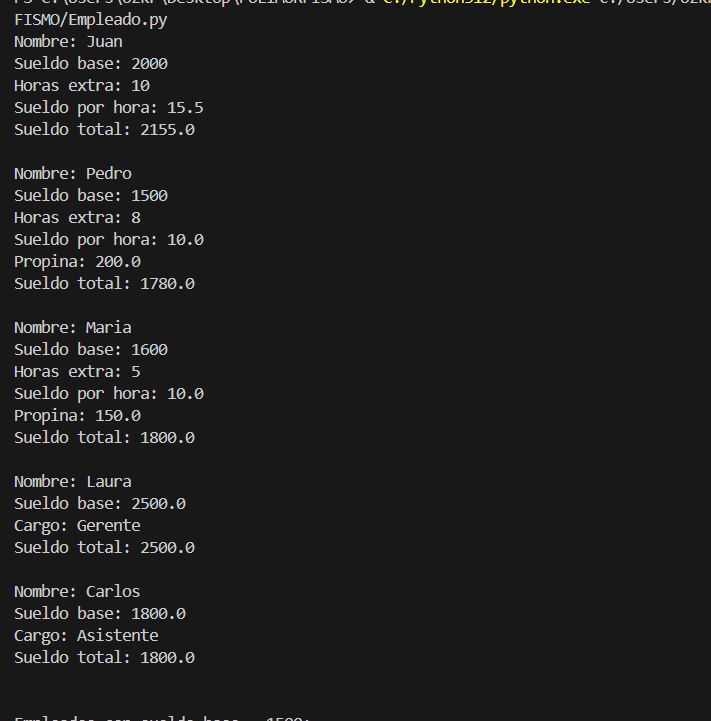 FISMO/Empleado.py
Nombre: Juan
Sueldo base: 2000
Horas extra: 10
Sueldo por hora: 15.5
Sueldo total: 2155.0
Nombre: Pedro
Sueldo base: 1500
Horas extra: 8
Sueldo por hora: 10.0
Propina: 200.0
Sueldo total: 1780.0
Nombre: Maria
Sueldo base: 1600
Horas extra: 5
Sueldo por hora: 10.0
Propina: 150.0
Sueldo total: 1800.0
Nombre: Laura
Sueldo base: 2500.0
Cargo: Gerente
Sueldo total: 2500.0
Nombre: Carlos
Sueldo base: 1800.0
Cargo: Asistente
Sueldo total: 1800.0
Empleados con sueldo base